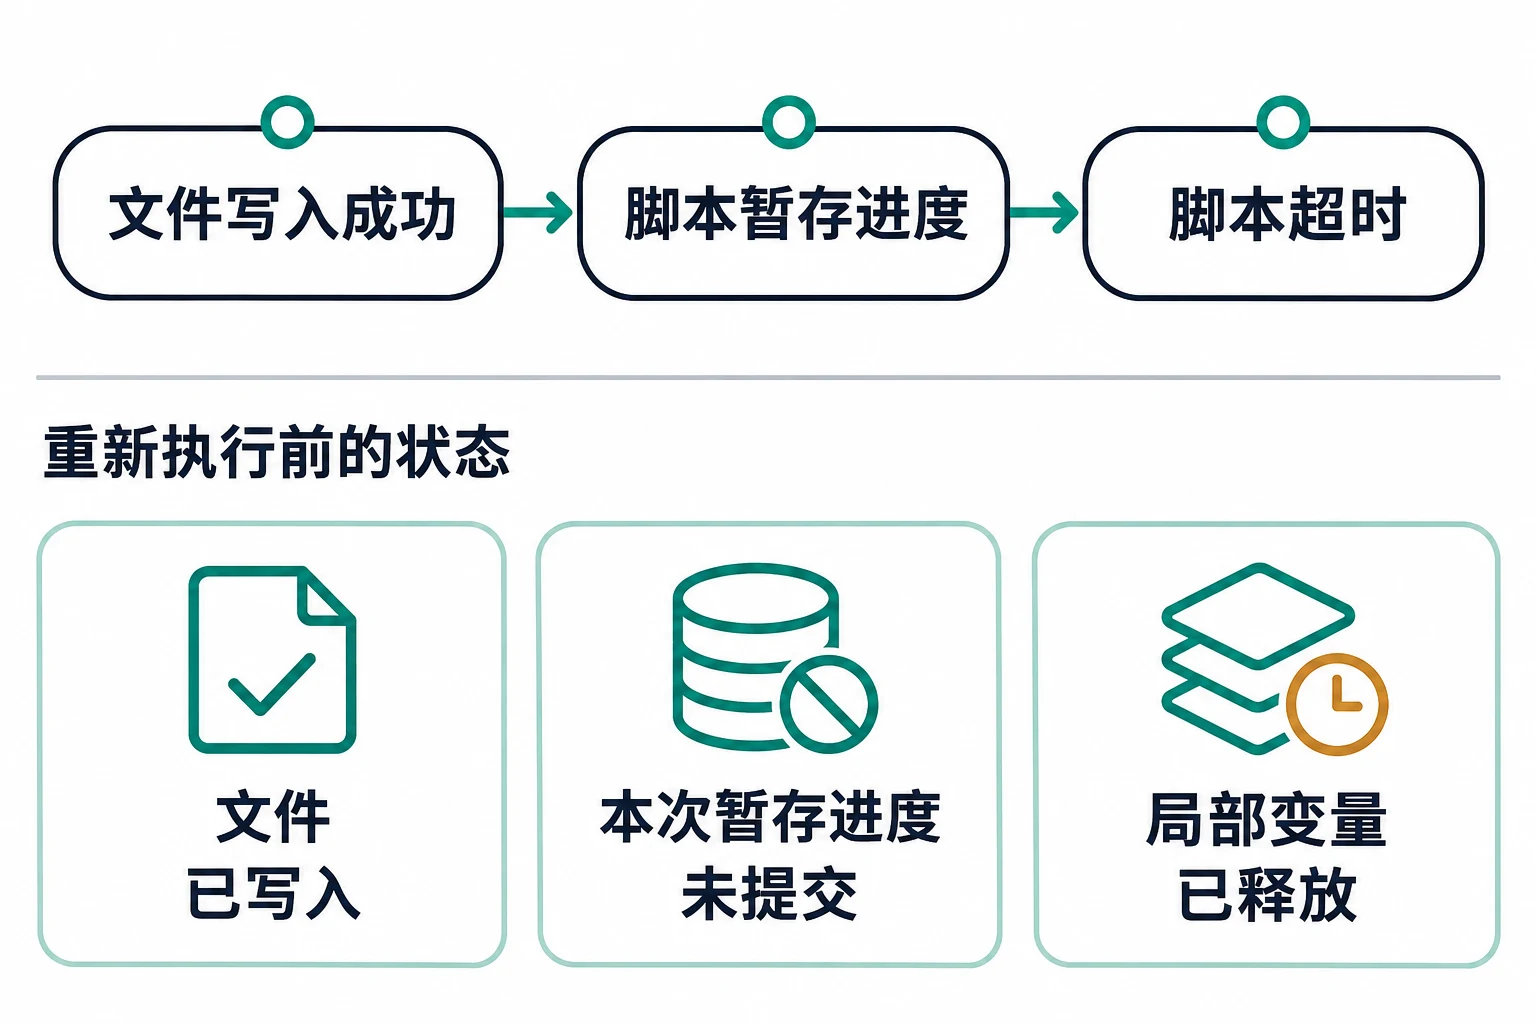 文件写入成功
脚本暂存进度
脚本超时
重新执行前的状态
文件
已写入
本次暂存进度
未提交
局部变量
已释放